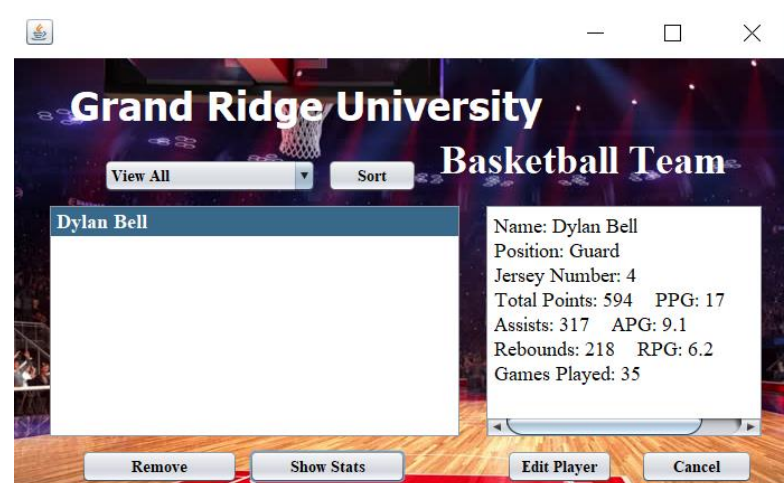 Grand Ridge University
Basketball Team
View All
Sort
Dylan Bell
Name: Dylan Bell
Position: Guard
Jersey Number: 4
Total Points: 594 PPG: 17
Assists: 317 APG: 9.1
Rebounds: 218 RPG: 6.2
Games Played: 35
Remove
Show Stats
Edit Player
Cancel